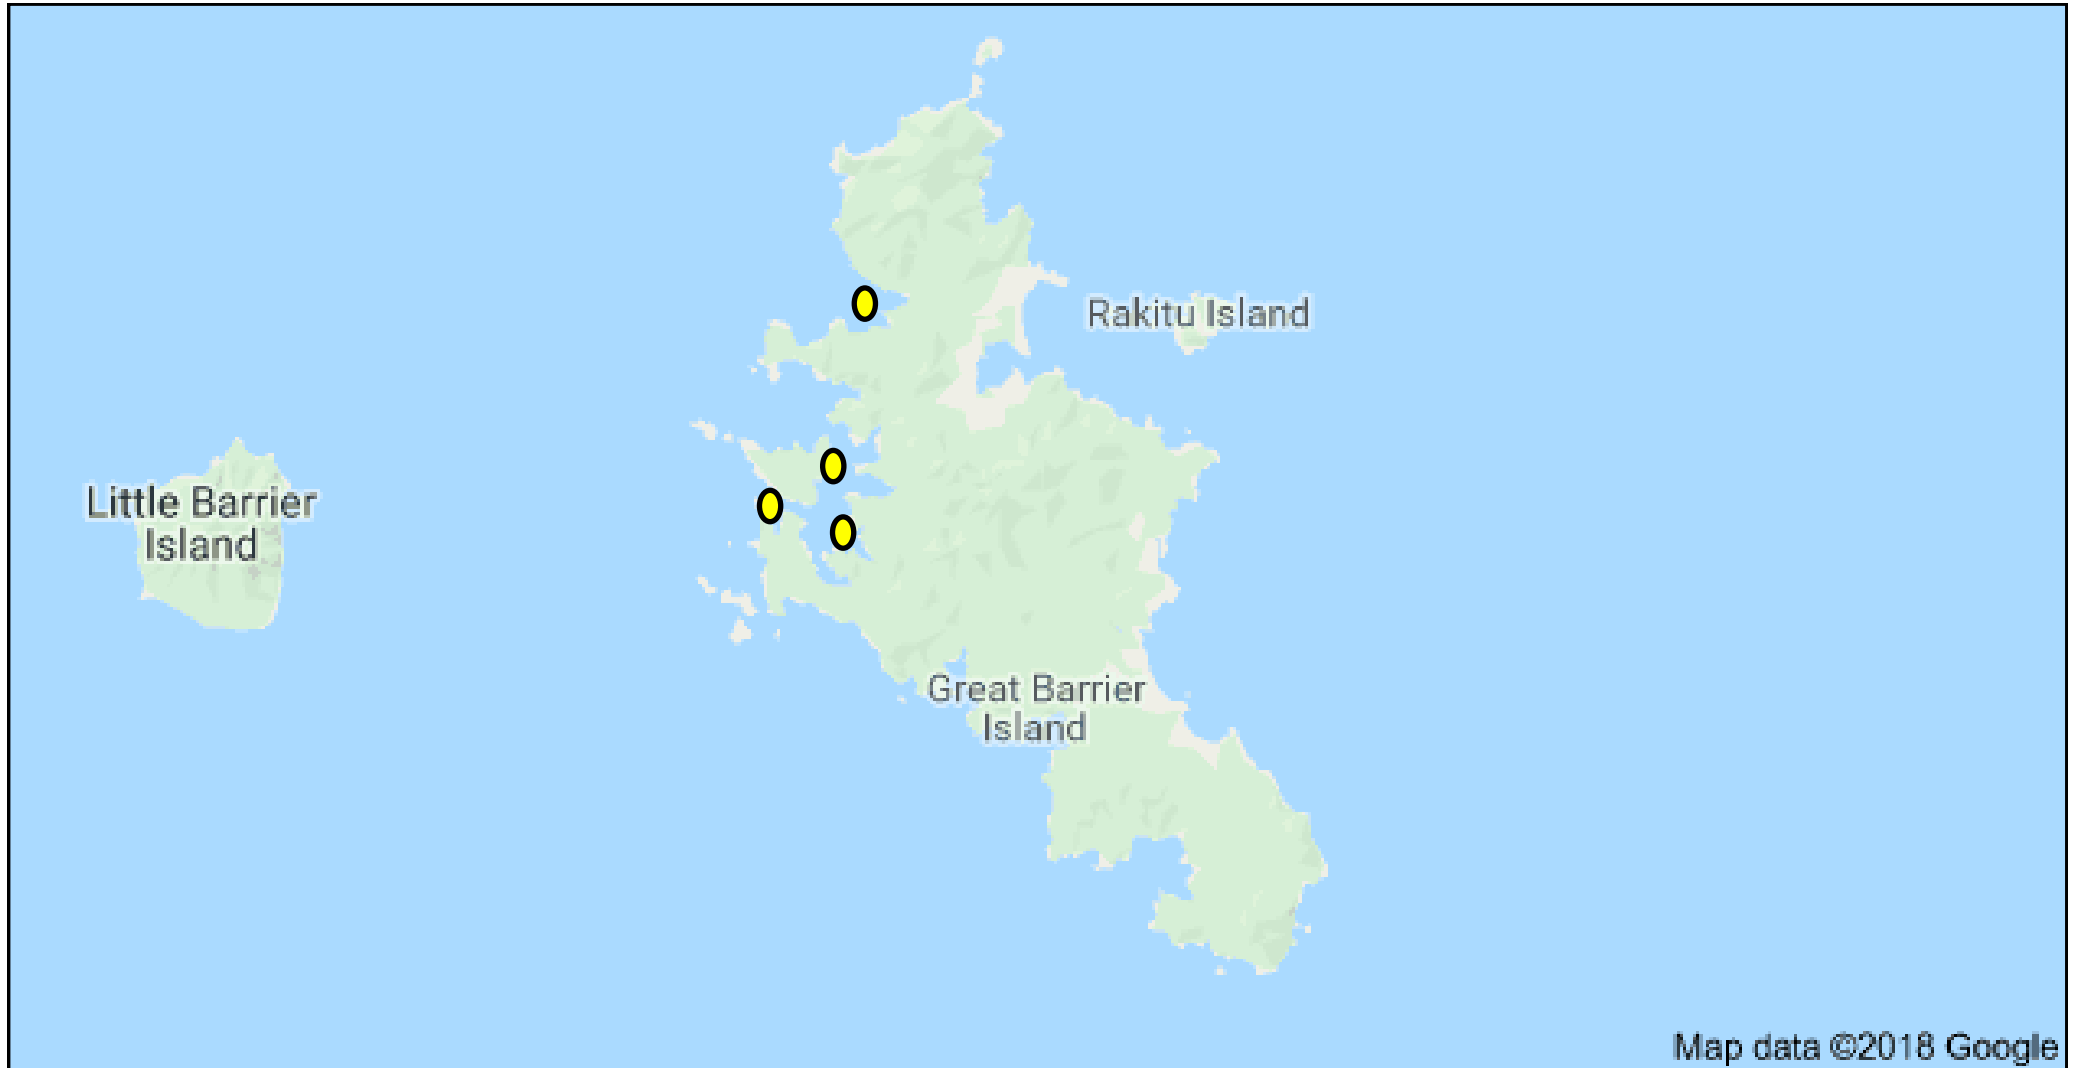 Rakitu Island
Little Barrier
Island
Great Barrier
Island
Map data ©2018 Google